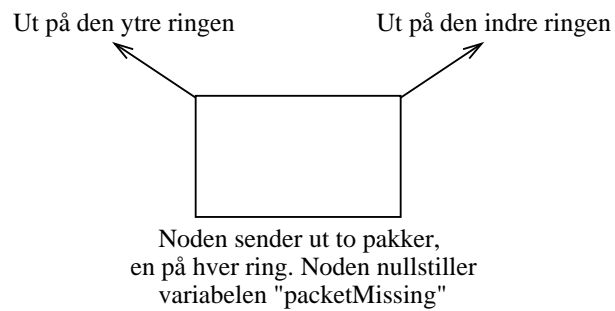 Ut på den ytre ringen
Ut på den indre ringen
Noden sender ut to pakker,
en på hver ring. Noden nullstiller
variabelen "packetMissing"